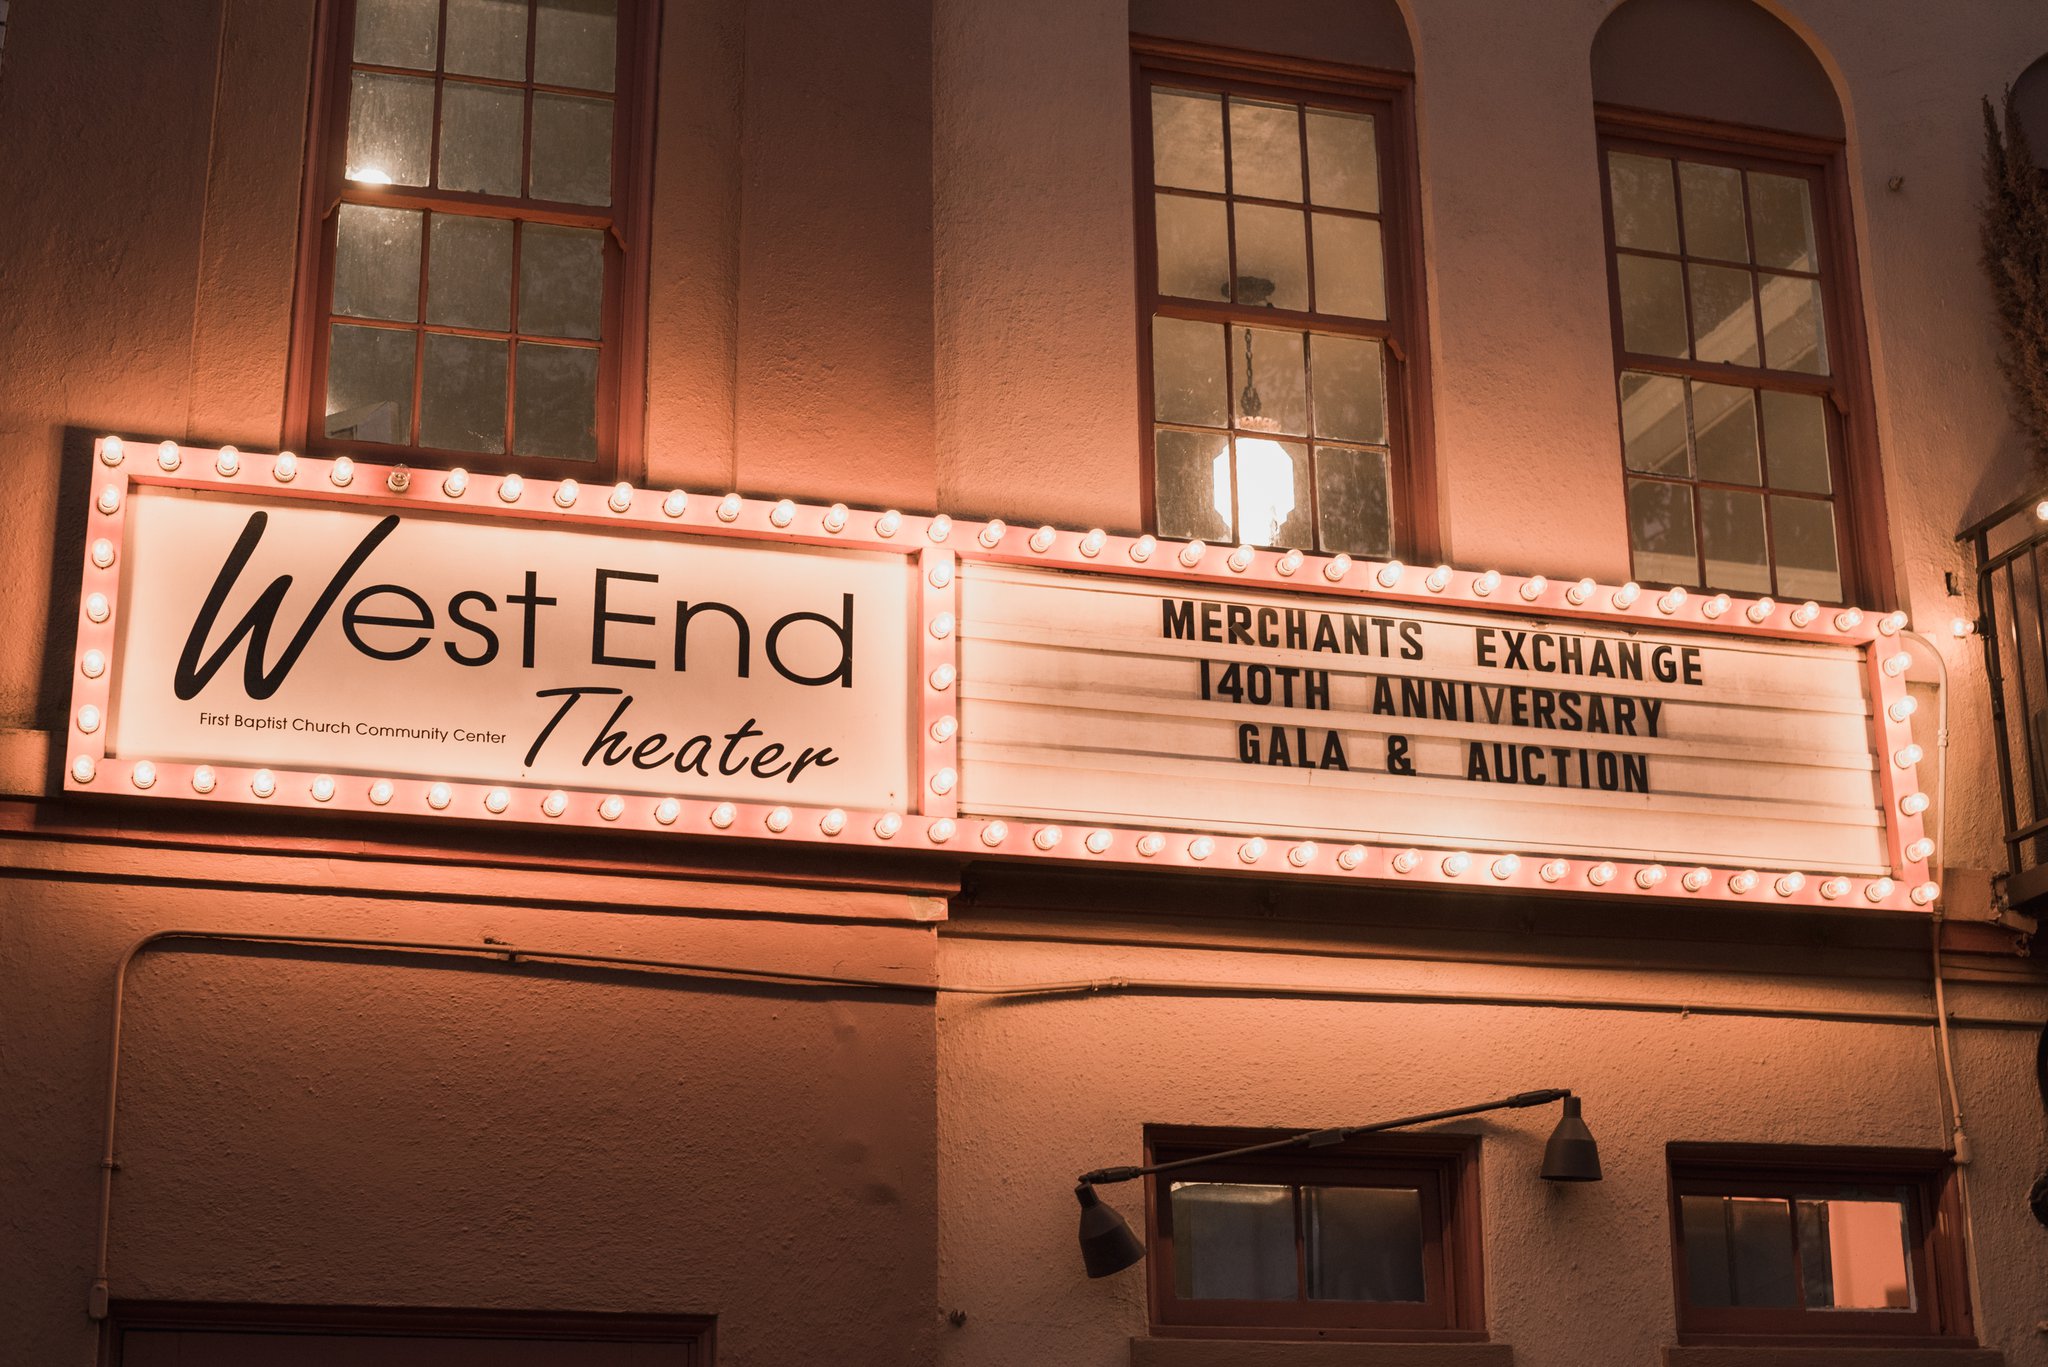 West End
Theater
First Baptist Church Community Center
MERCHANTS EXCHANGE
140TH ANNIVERSARY
GALA & AUCTION